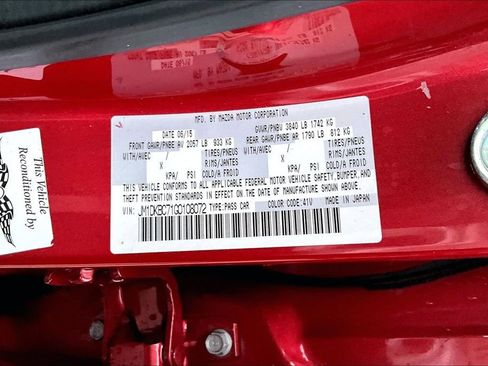 MFD. BY MAZDA MOTOR CORPORATION
DATE 06/15
GVWR/PNBV 3840 LB 1742 KG
FRONT GAWR/PNBE AV 2057 LB 933 KG
REAR GAWR/PNBE AR 1790 LB 812 KG
WITH/AVEC / TIRES/PNEUS
WITH/AVEC / TIRES/PNEUS
X RIMS/JANTES
X RIMS/JANTES
KPA/ PSI COLD/A FROID
KPA/ PSI COLD/A FROID
THIS VEHICLE CONFORMS TO ALL APPLICABLE FEDERAL MOTOR VEHICLE SAFETY, BUMPER, AND
THEFT PREVENTION STANDARDS IN EFFECT ON THE DATE OF MANUFACTURE SHOWN ABOVE.
VIN: JM1DKBC71G0108072 TYPE PASS CAR COLOR CODE:41V MADE IN JAPAN
This Vehicle
Reconditioned by: